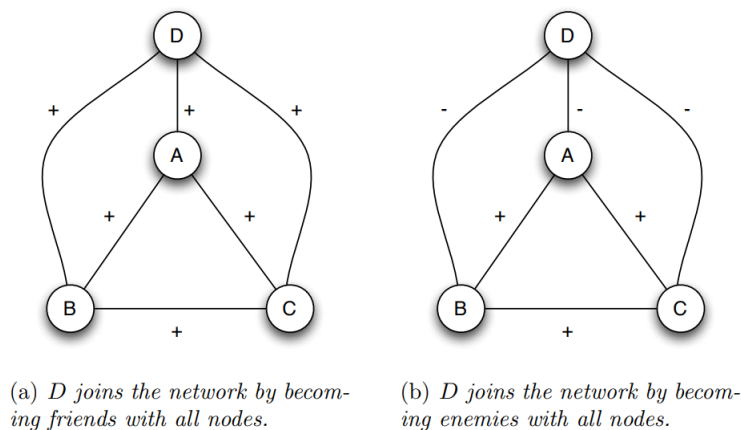 D
D
+
+
+
-
-
-
A
A
+
+
+
+
B
C
B
C
+
+
(a) D joins the network by becom-
ing friends with all nodes.
(b) D joins the network by becom-
ing enemies with all nodes.